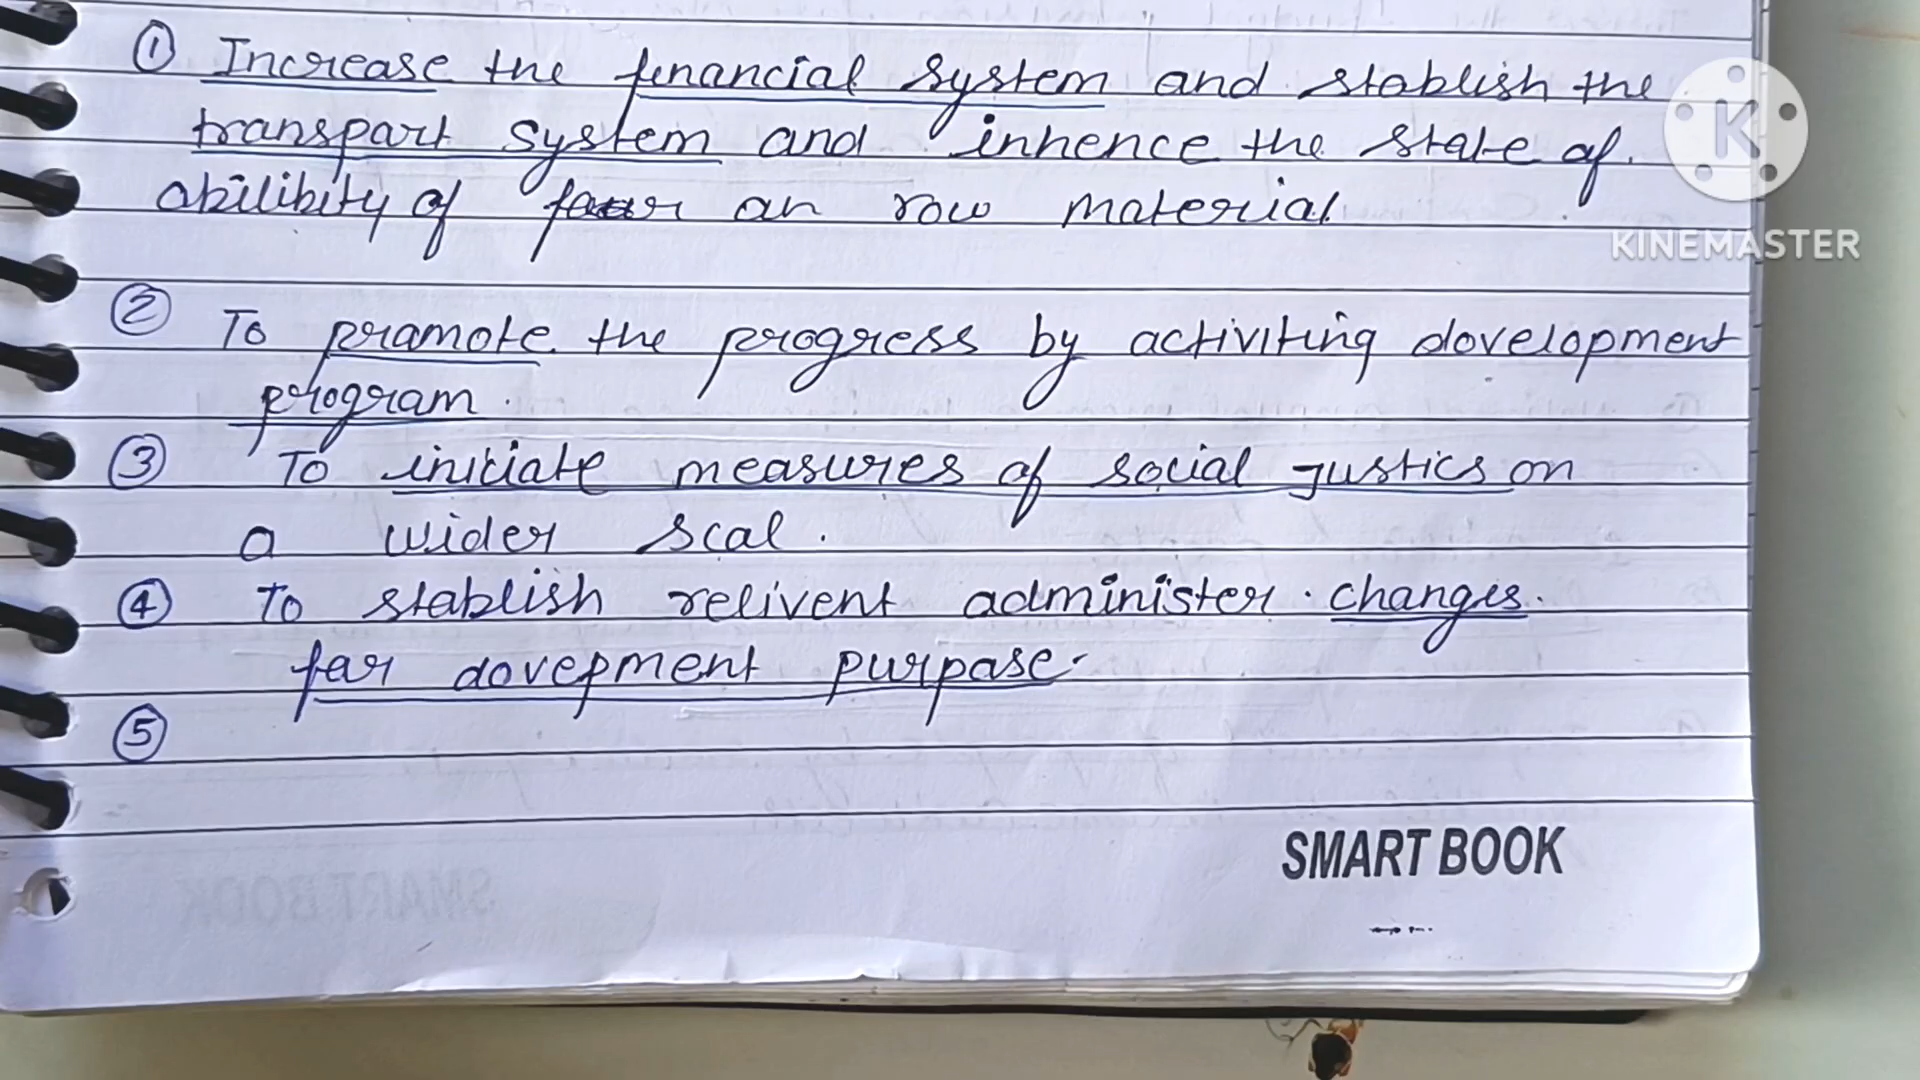 ① Increase the financial system and stablish the
transpart system and inhence the state of
abilibity of an row material
② To pramote the progress by activiting dovelopment
program.
③ To initiate measures of social justics on
a wider scal.
④ To stablish relivent administer. changes.
far dovepment purpase.
⑤
SMART BOOK
K
KINEMASTER